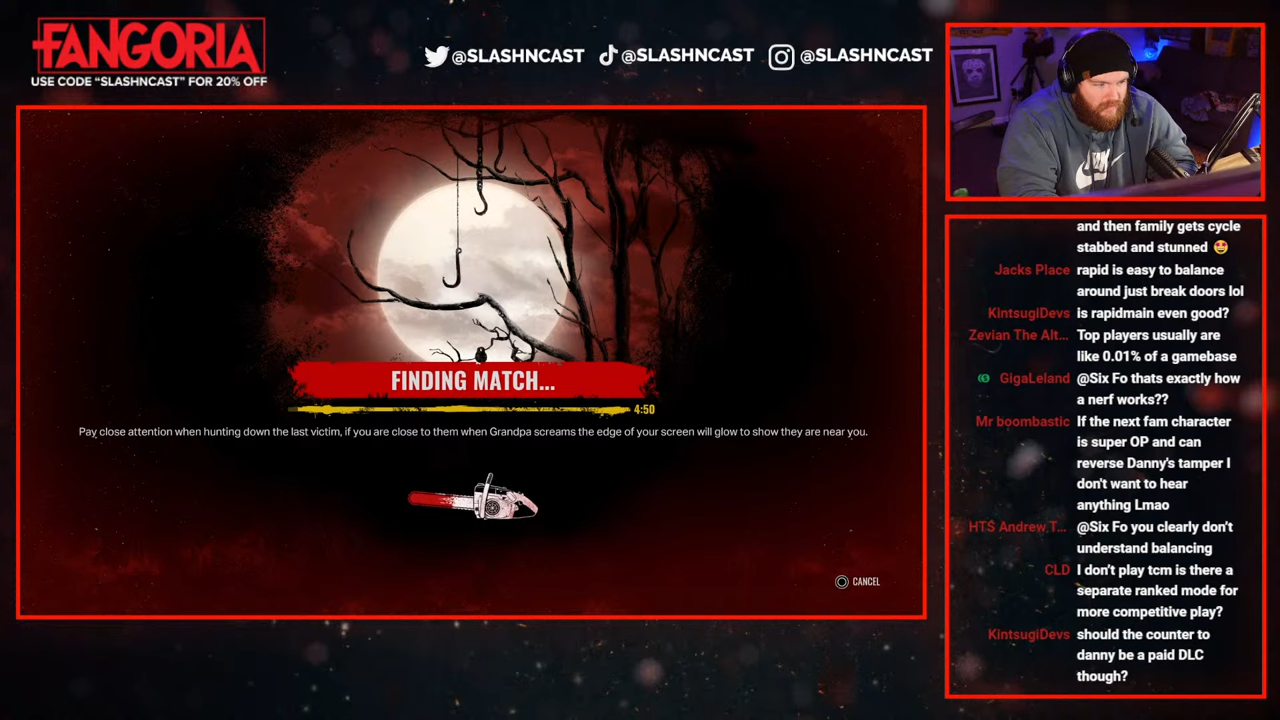 FANGORIA
USE CODE "SLASHNCAST" FOR 20% OFF
@SLASHNCAST @SLASHNCAST @SLASHNCAST
FINDING MATCH...
4:50
Pay close attention when hunting down the last victim, if you are close to them when Grandpa screams the edge of your screen will glow to show they are near you.
CANCEL
and then family gets cycle
stabbed and stunned 🤩
Jacks Place rapid is easy to balance
around just break doors lol
KintsugiDevs is rapidmain even good?
Zevian The Alt... Top players usually are
like 0.01% of a gamebase
GigaLeland @Six Fo thats exactly how
a nerf works??
Mr boombastic If the next fam character
is super OP and can
reverse Danny's tamper I
don't want to hear
anything Lmao
HTS Andrew T... @Six Fo you clearly don't
understand balancing
CLD I don't play tcm is there a
separate ranked mode for
more competitive play?
KintsugiDevs should the counter to
danny be a paid DLC
though?